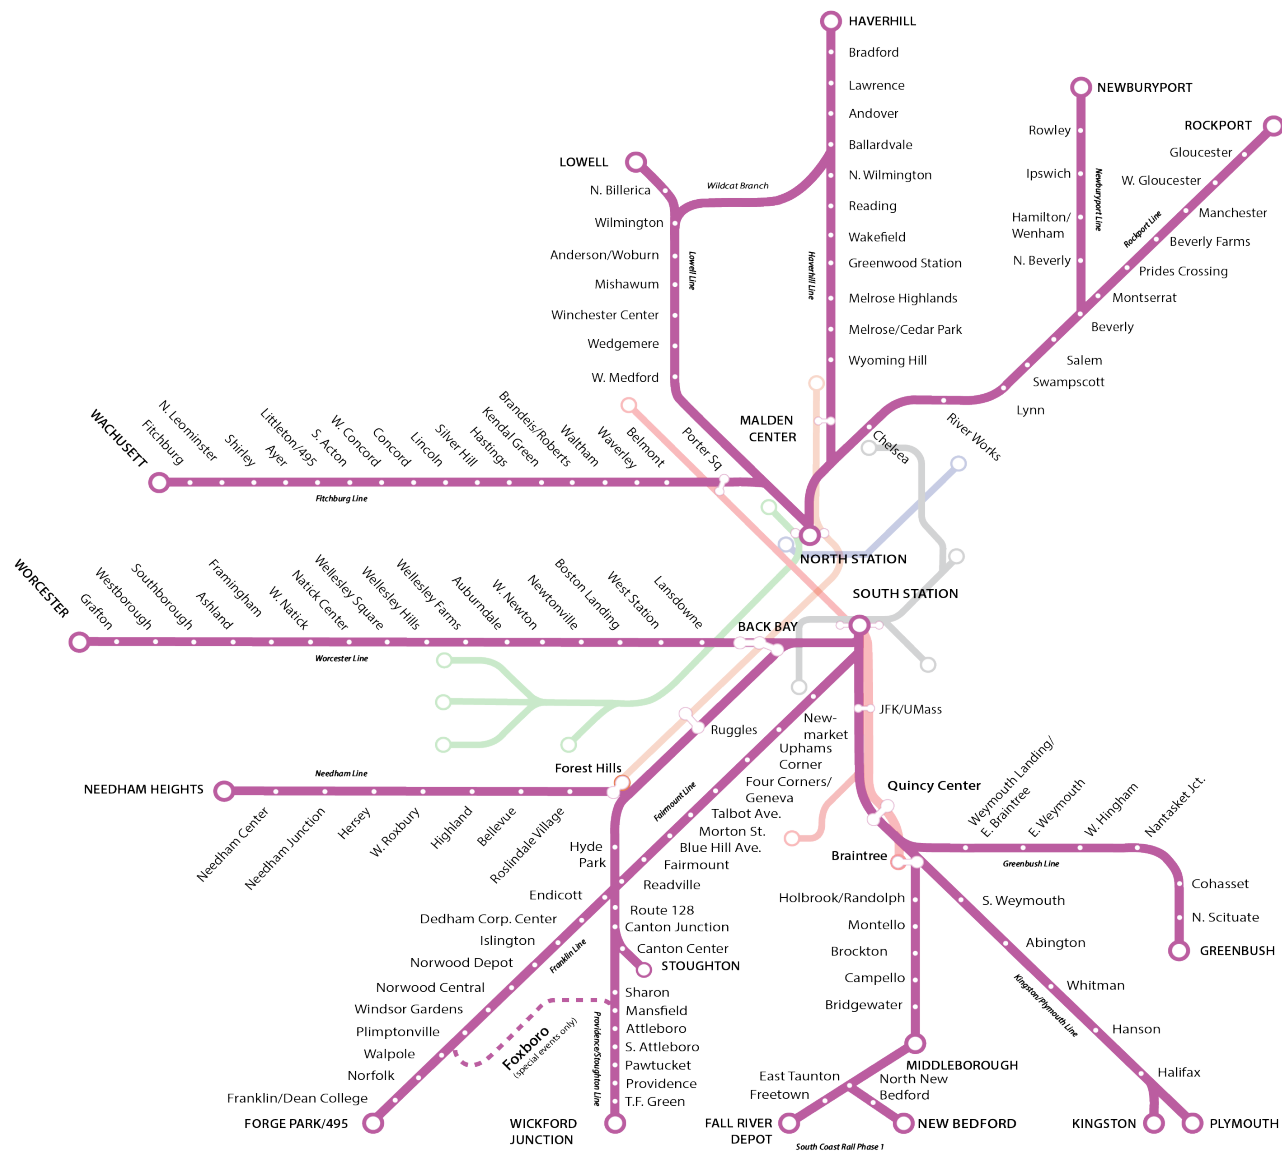 HAVERHILL
Bradford
Lawrence
Andover
Ballardvale
N. Wilmington
Reading
Wakefield
Greenwood Station
Melrose Highlands
Melrose/Cedar Park
Wyoming Hill
Haverhill Line
MALDEN
CENTER
NEWBURYPORT
Rowley
Ipswich
Hamilton/
Wenham
N. Beverly
Newburyport Line
ROCKPORT
Gloucester
W. Gloucester
Manchester
Beverly Farms
Prides Crossing
Montserrat
Beverly
Rockport Line
Salem
Swampscott
Lynn
River Works
Chelsea
LOWELL
N. Billerica
Wilmington
Anderson/Woburn
Mishawum
Winchester Center
Wedgemere
W. Medford
Lowell Line
Wildcat Branch
WACHUSETT
Fitchburg
N. Leominster
Shirley
Ayer
Littleton/495
S. Acton
W. Concord
Concord
Lincoln
Silver Hill
Hastings
Kendal Green
Brandeis/Roberts
Waltham
Waverley
Belmont
Porter Sq
Fitchburg Line
NORTH STATION
SOUTH STATION
WORCESTER
Grafton
Westborough
Southborough
Ashland
Framingham
W. Natick
Natick Center
Wellesley Square
Wellesley Hills
Wellesley Farms
Auburndale
W. Newton
Newtonville
Boston Landing
West Station
Lansdowne
BACK BAY
Worcester Line
Ruggles
Forest Hills
NEEDHAM HEIGHTS
Needham Line
Needham Center
Needham Junction
Hersey
W. Roxbury
Highland
Bellevue
Roslindale Village
Hyde
Park
New-
market
Uphams
Corner
Four Corners/
Geneva
Talbot Ave.
Morton St.
Blue Hill Ave.
Fairmount
Readville
Fairmount Line
Endicott
Dedham Corp. Center
Islington
Norwood Depot
Norwood Central
Windsor Gardens
Plimptonville
Walpole
Norfolk
Franklin/Dean College
FORGE PARK/495
Franklin Line
Foxboro
(special events only)
Route 128
Canton Junction
Canton Center
STOUGHTON
Sharon
Mansfield
Attleboro
S. Attleboro
Pawtucket
Providence
T.F. Green
WICKFORD
JUNCTION
Providence/Stoughton Line
JFK/UMass
Quincy Center
Braintree
Weymouth Landing/
E. Braintree
E. Weymouth
W. Hingham
Nantasket Jct.
Greenbush Line
Cohasset
N. Scituate
GREENBUSH
Holbrook/Randolph
Montello
Brockton
Campello
Bridgewater
MIDDLEBOROUGH
East Taunton
Freetown
FALL RIVER
DEPOT
North New
Bedford
NEW BEDFORD
South Coast Rail Phase 1
S. Weymouth
Abington
Whitman
Hanson
Halifax
Kingston/Plymouth Line
KINGSTON
PLYMOUTH